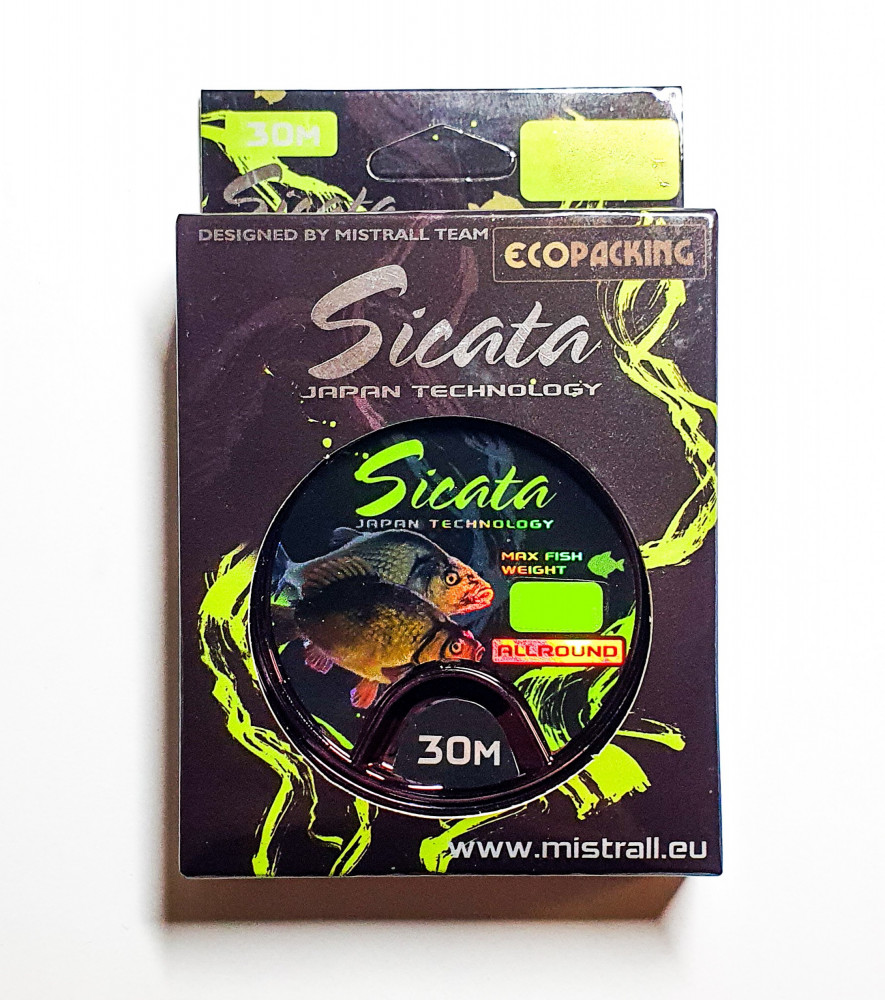 30M
Sicata
DESIGNED BY MISTRALL TEAM
ECOPACKING
Sicata
JAPAN TECHNOLOGY
Sicata
JAPAN TECHNOLOGY
MAX FISH
WEIGHT
ALLROUND
30M
www.mistrall.eu